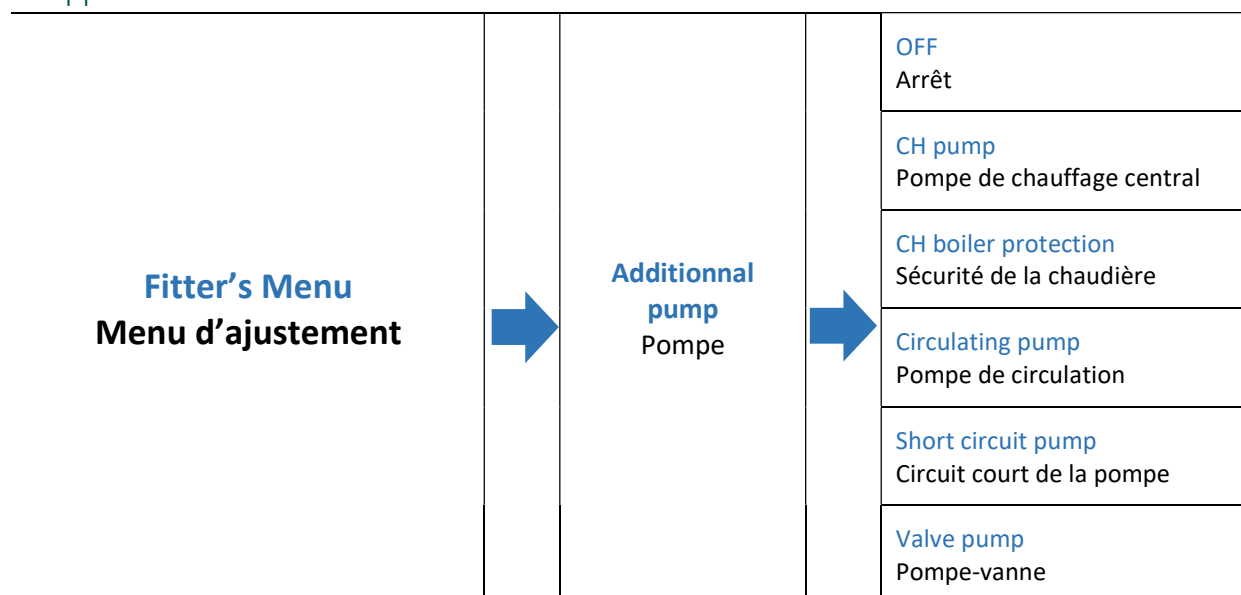 Fitter's Menu
Menu d'ajustement
Additionnal
pump
Pompe
OFF
Arrêt
CH pump
Pompe de chauffage central
CH boiler protection
Sécurité de la chaudière
Circulating pump
Pompe de circulation
Short circuit pump
Circuit court de la pompe
Valve pump
Pompe-vanne